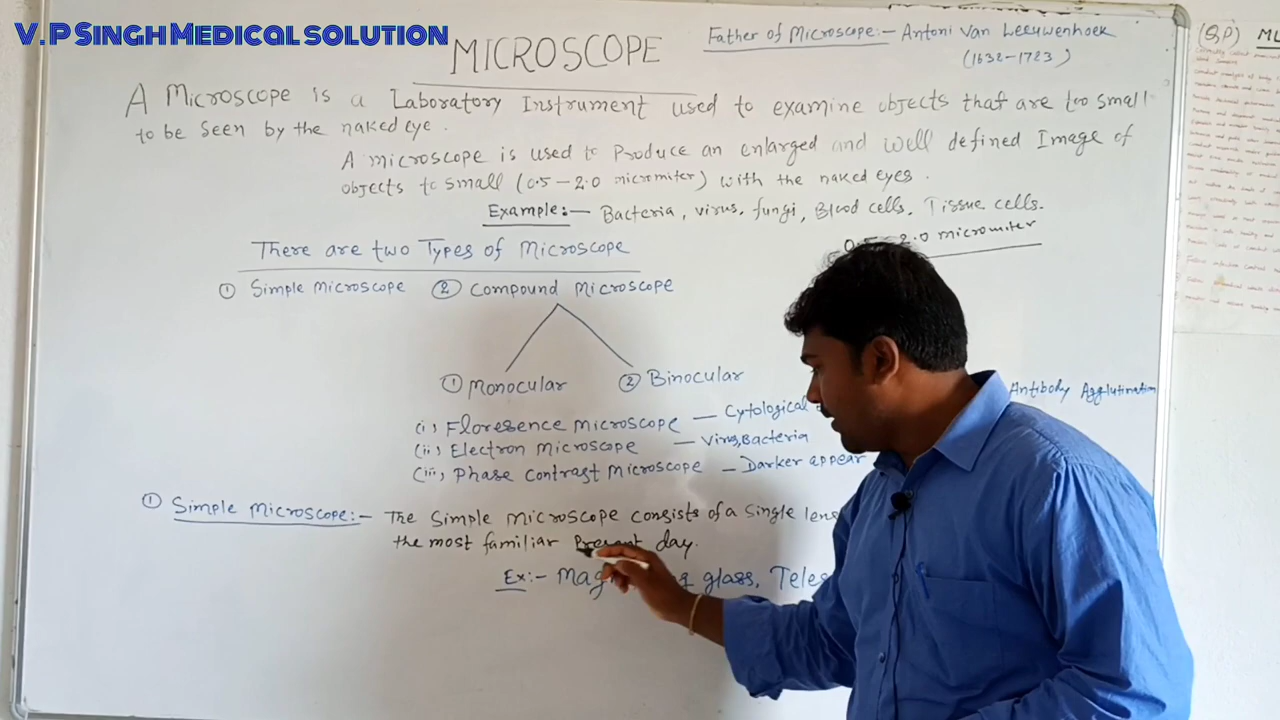 V.P SINGH MEDICAL SOLUTION
MICROSCOPE
Father of Microscope:- Antoni Van Leeuwenhoek
(1632-1723)
A Microscope is a Laboratory Instrument used to examine objects that are too small
to be seen by the naked eye.
A microscope is used to Produce an enlarged and well defined Image of
objects to small (0.5-2.0 micromiter) with the naked eyes.
Example:- Bacteria, virus, fungi, Blood cells, Tissue cells.
2.0 micromiter
There are two Types of Microscope
① Simple Microscope ② Compound Microscope
① Monocular ② Binocular
(i) Floresence Microscope - Cytological
Antibody Agglutination
(ii) Electron Microscope - Virus, Bacteria
(iii) Phase Contrast Microscope - Darker appear
① Simple Microscope:- The Simple Microscope consists of a single lens
the most familiar Present day.
Ex:- glass,
(S,P)